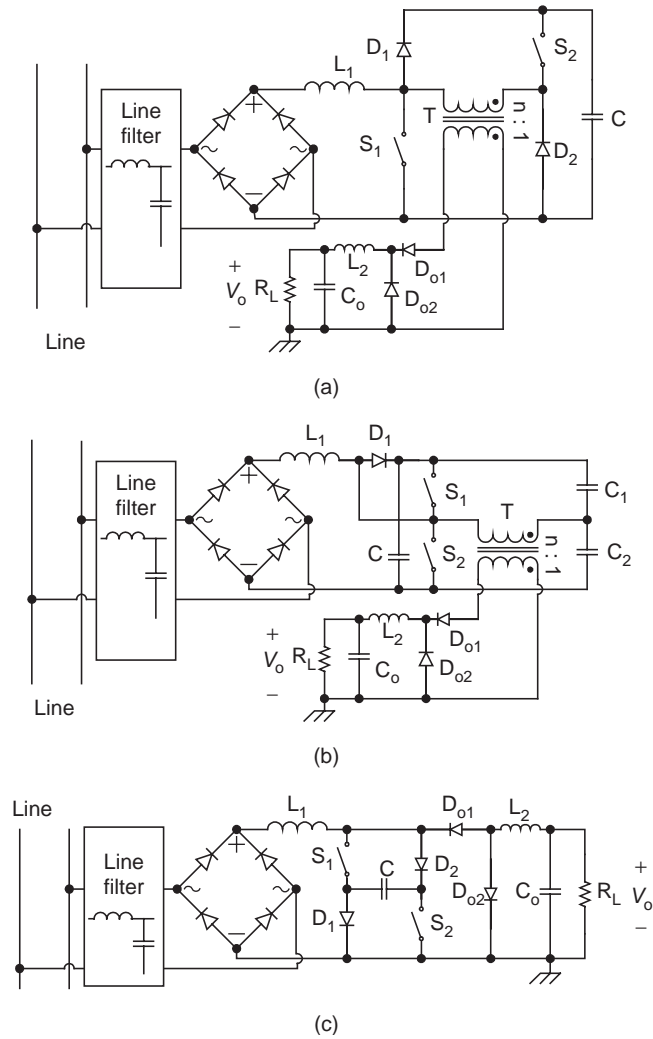 D1
S2
L1
Line
filter
+
T
n : 1
C
~
~
S1
D2
−
+
Vo
−
RL
L2
Co
Do1
Do2
Line
(a)
L1
D1
Line
filter
+
S1
T
C1
~
~
C
S2
n : 1
C2
−
+
Vo
−
RL
L2
Co
Do1
Do2
Line
(b)
Line
L1
Do1
L2
Line
filter
+
S1
C
D2
~
~
D1
S2
Do2
Co
RL
+
Vo
−
−
(c)